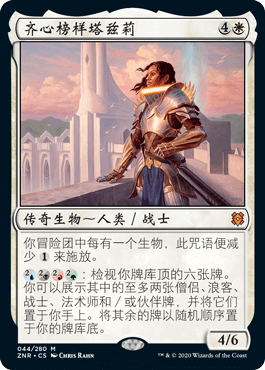 齐心榜样塔兹莉 4
传奇生物～人类 / 战士
你冒险团中每有一个生物，此咒语便减
少 1 来施放。
：检视你牌库顶的六张牌。
你可以展示其中的至多两张僧侣、浪客、
战士、法术师和 / 或伙伴牌，并将它们
置于你手上。将其余的牌以随机顺序置
于你的牌库底。
4/6
044/280 M
ZNR • CS CHRIS RAHN
™ & © 2020 Wizards of the Coast